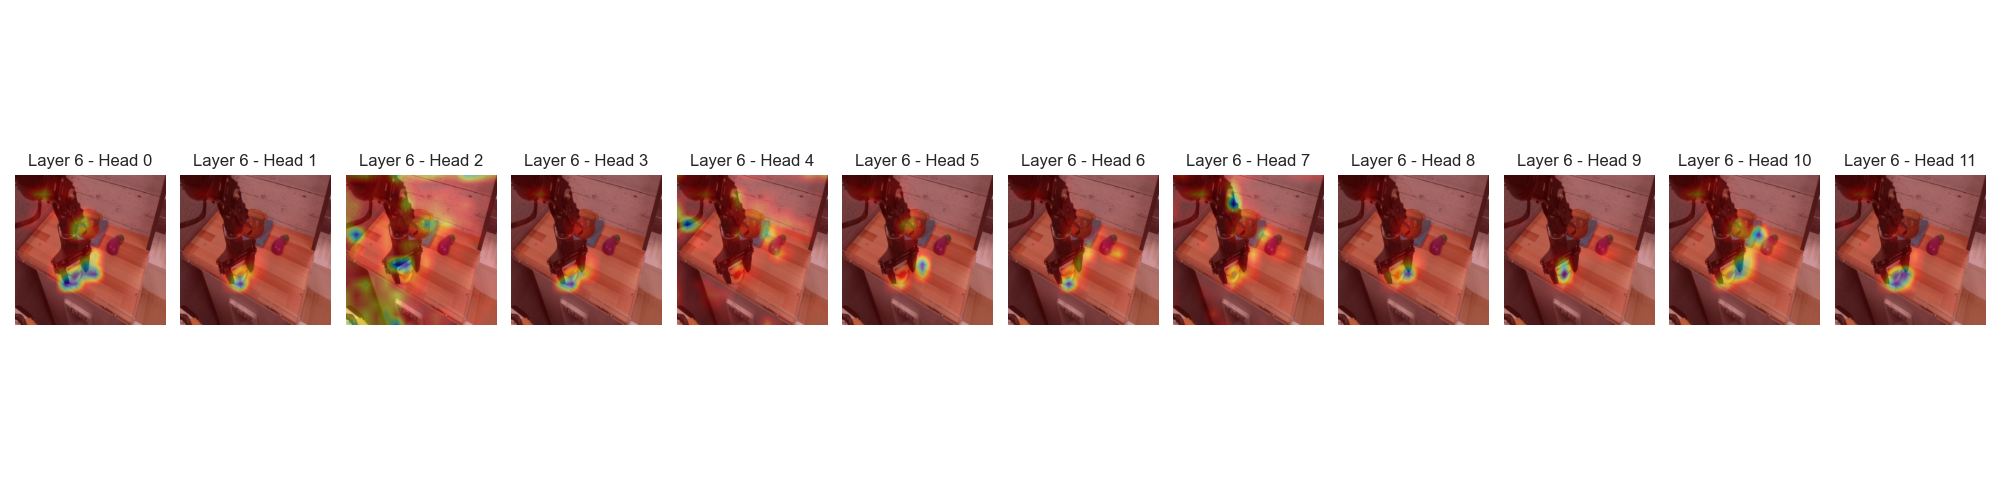 Layer 6 - Head 0
Layer 6 - Head 1
Layer 6 - Head 2
Layer 6 - Head 3
Layer 6 - Head 4
Layer 6 - Head 5
Layer 6 - Head 6
Layer 6 - Head 7
Layer 6 - Head 8
Layer 6 - Head 9
Layer 6 - Head 10
Layer 6 - Head 11